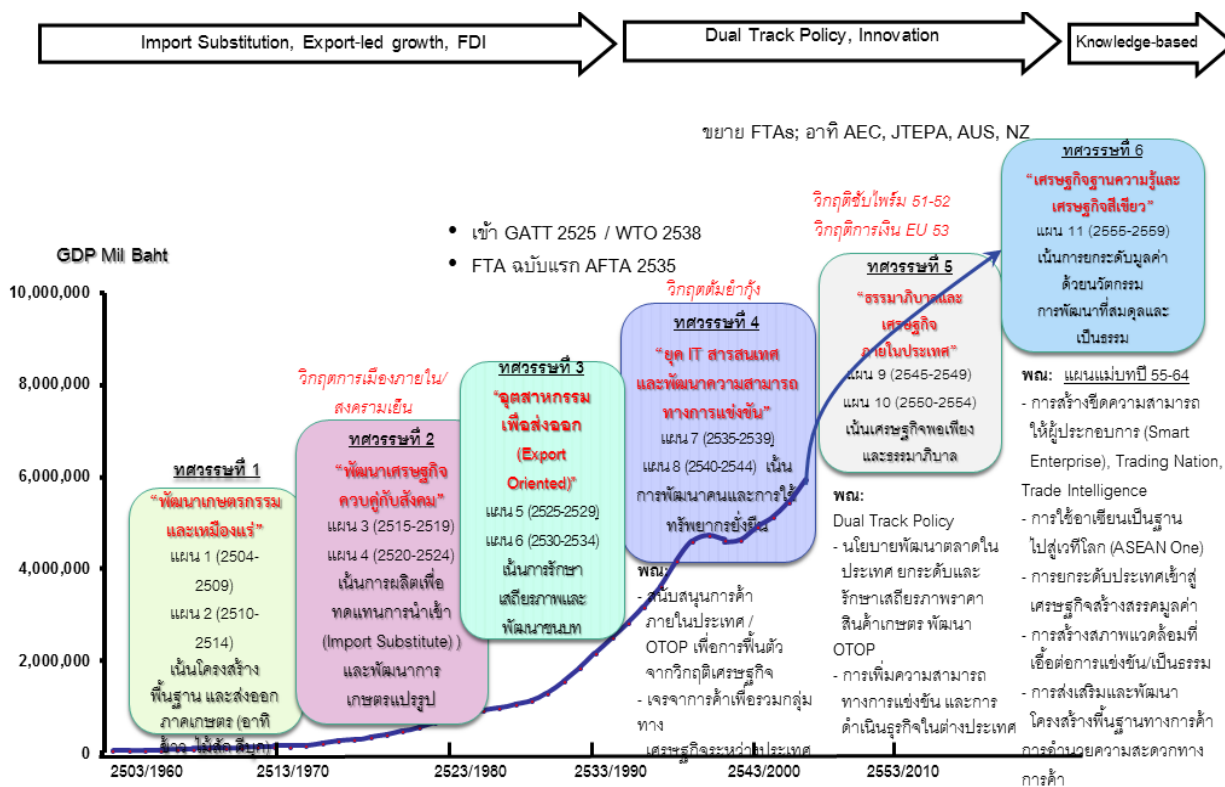 Import Substitution, Export-led growth, FDI
Dual Track Policy, Innovation
Knowledge-based
ขยาย FTAs; อาทิ AEC, JTEPA, AUS, NZ
วิกฤติซับไพร์ม 51-52
วิกฤติการเงิน EU 53
• เข้า GATT 2525 / WTO 2538
• FTA ฉบับแรก AFTA 2535
วิกฤตต้มยำกุ้ง
วิกฤตการเมืองภายใน/
สงครามเย็น
GDP Mil Baht
10,000,000
8,000,000
6,000,000
4,000,000
2,000,000
0
ทศวรรษที่ 1
“พัฒนาเกษตรกรรม
และเหมืองแร่”
แผน 1 (2504-
2509)
แผน 2 (2510-
2514)
เน้นโครงสร้าง
พื้นฐาน และส่งออก
ภาคเกษตร (อาทิ
ข้าว ไม้สัก ดีบุก)
ทศวรรษที่ 2
“พัฒนาเศรษฐกิจ
ควบคู่กับสังคม”
แผน 3 (2515-2519)
แผน 4 (2520-2524)
เน้นการผลิตเพื่อ
ทดแทนการนำเข้า
(Import Substitute) )
และพัฒนาการ
เกษตรแปรรูป
ทศวรรษที่ 3
“อุตสาหกรรม
เพื่อส่งออก
(Export
Oriented)”
แผน 5 (2525-2529)
แผน 6 (2530-2534)
เน้นการรักษา
เสถียรภาพและ
พัฒนาชนบท
ทศวรรษที่ 4
“ยุค IT สารสนเทศ
และพัฒนาความสามารถ
ทางการแข่งขัน”
แผน 7 (2535-2539)
แผน 8 (2540-2544) เน้น
การพัฒนาคนและการใช้
ทรัพยากรยั่งยืน
พณ:
- สนับสนุนการค้า
ภายในประเทศ /
OTOP เพื่อการฟื้นตัว
จากวิกฤติเศรษฐกิจ
- เจรจาการค้าเพื่อรวมกลุ่ม
ทาง
เศรษฐกิจระหว่างประเทศ
ทศวรรษที่ 5
“ธรรมาภิบาลและ
เศรษฐกิจ
ภายในประเทศ”
แผน 9 (2545-2549)
แผน 10 (2550-2554)
เน้นเศรษฐกิจพอเพียง
และธรรมาภิบาล
พณ:
Dual Track Policy
- นโยบายพัฒนาตลาดใน
ประเทศ ยกระดับและ
รักษาเสถียรภาพราคา
สินค้าเกษตร พัฒนา
OTOP
- การเพิ่มความสามารถ
ทางการแข่งขัน และการ
ดำเนินธุรกิจในต่างประเทศ
ทศวรรษที่ 6
“เศรษฐกิจฐานความรู้และ
เศรษฐกิจสีเขียว”
แผน 11 (2555-2559)
เน้นการยกระดับมูลค่า
ด้วยนวัตกรรม
การพัฒนาที่สมดุลและ
เป็นธรรม
พณ: แผนแม่บทปี 55-64
- การสร้างขีดความสามารถ
ให้ผู้ประกอบการ (Smart
Enterprise), Trading Nation,
Trade Intelligence
- การใช้อาเซียนเป็นฐาน
ไปสู่เวทีโลก (ASEAN One)
- การยกระดับประเทศเข้าสู่
เศรษฐกิจสร้างสรรคมูลค่า
- การสร้างสภาพแวดล้อมที่
เอื้อต่อการแข่งขัน/เป็นธรรม
- การส่งเสริมและพัฒนา
โครงสร้างพื้นฐานทางการค้า
การอำนวยความสะดวกทาง
การค้า
2503/1960
2513/1970
2523/1980
2533/1990
2543/2000
2553/2010